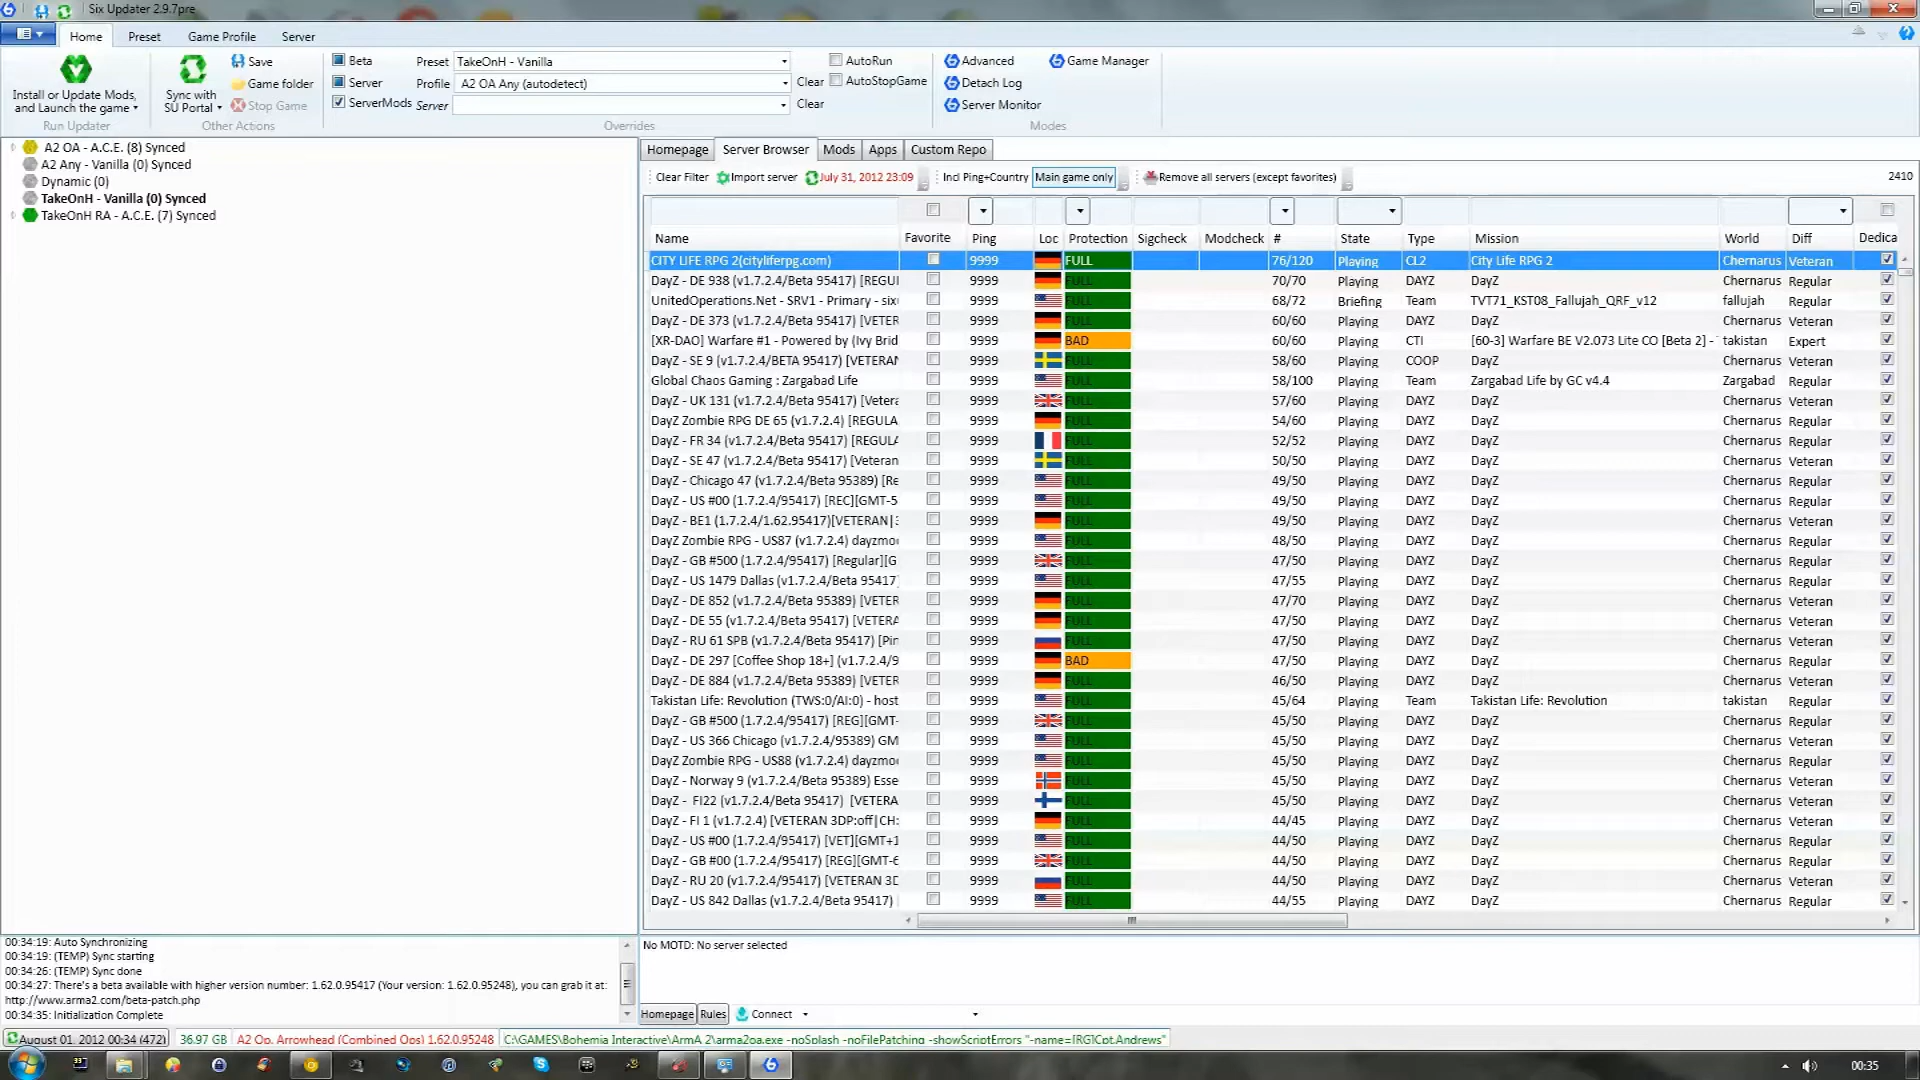 Six Updater 2.9.7pre
Home Preset Game Profile Server
Install or Update Mods, and Launch the game
Run Updater
Sync with SU Portal
Save
Game folder
Stop Game
Other Actions
Beta
Server
ServerMods
Preset TakeOnH - Vanilla
Profile A2 OA Any (autodetect) Clear
Server Clear
AutoRun
AutoStopGame
Overrides
Advanced Game Manager
Detach Log
Server Monitor
Modes
A2 OA - A.C.E. (8) Synced
A2 Any - Vanilla (0) Synced
Dynamic (0)
TakeOnH - Vanilla (0) Synced
TakeOnH RA - A.C.E. (7) Synced
Homepage Server Browser Mods Apps Custom Repo
Clear Filter Import server July 31, 2012 23:09 Incl Ping+Country Main game only Remove all servers (except favorites) 2410
Name Favorite Ping Loc Protection Sigcheck Modcheck # State Type Mission World Diff Dedica
CITY LIFE RPG 2(cityliferpg.com) 9999 FULL 76/120 Playing CL2 City Life RPG 2 Chernarus Veteran
DayZ - DE 938 (v1.7.2.4/Beta 95417) [REGUI 9999 FULL 70/70 Playing DAYZ DayZ Chernarus Regular
UnitedOperations.Net - SRV1 - Primary - six 9999 FULL 68/72 Briefing Team TVT71_KST08_Fallujah_QRF_v12 fallujah Regular
DayZ - DE 373 (v1.7.2.4/Beta 95417) [VETER 9999 FULL 60/60 Playing DAYZ DayZ Chernarus Veteran
[XR-DAO] Warfare #1 - Powered by (Ivy Brid 9999 BAD 60/60 Playing CTI [60-3] Warfare BE V2.073 Lite CO [Beta 2] - takistan Expert
DayZ - SE 9 (v1.7.2.4/BETA 95417) [VETERAN 9999 FULL 58/60 Playing COOP DayZ Chernarus Veteran
Global Chaos Gaming : Zargabad Life 9999 FULL 58/100 Playing Team Zargabad Life by GC v4.4 Zargabad Regular
DayZ - UK 131 (v1.7.2.4/Beta 95417) [Vetera 9999 FULL 57/60 Playing DAYZ DayZ Chernarus Veteran
DayZ Zombie RPG DE 65 (v1.7.2.4) [REGULA 9999 FULL 54/60 Playing DAYZ DayZ Chernarus Regular
DayZ - FR 34 (v1.7.2.4/Beta 95417) [REGULA 9999 FULL 52/52 Playing DAYZ DayZ Chernarus Regular
DayZ - SE 47 (v1.7.2.4/Beta 95417) [Veteran 9999 FULL 50/50 Playing DAYZ DayZ Chernarus Veteran
DayZ - Chicago 47 (v1.7.2.4/Beta 95389) [Re 9999 FULL 49/50 Playing DAYZ DayZ Chernarus Regular
DayZ - US #00 (1.7.2.4/95417) [REC][GMT-5 9999 FULL 49/50 Playing DAYZ DayZ Chernarus Regular
DayZ - BE1 (1.7.2.4/1.62.95417)[VETERAN| 9999 FULL 49/50 Playing DAYZ DayZ Chernarus Veteran
DayZ Zombie RPG - US87 (v1.7.2.4) dayzmo 9999 FULL 48/50 Playing DAYZ DayZ Chernarus Regular
DayZ - GB #500 (1.7.2.4/95417) [Regular][G 9999 FULL 47/50 Playing DAYZ DayZ Chernarus Regular
DayZ - US 1479 Dallas (v1.7.2.4/Beta 95417 9999 FULL 47/55 Playing DAYZ DayZ Chernarus Regular
DayZ - DE 852 (v1.7.2.4/Beta 95389) [VETER 9999 FULL 47/70 Playing DAYZ DayZ Chernarus Veteran
DayZ - DE 55 (v1.7.2.4/Beta 95417) [VETERA 9999 FULL 47/50 Playing DAYZ DayZ Chernarus Veteran
DayZ - RU 61 SPB (v1.7.2.4/Beta 95417) [Pin 9999 FULL 47/50 Playing DAYZ DayZ Chernarus Veteran
DayZ - DE 297 [Coffee Shop 18+] (v1.7.2.4/9 9999 BAD 47/50 Playing DAYZ DayZ Chernarus Regular
DayZ - DE 884 (v1.7.2.4/Beta 95389) [VETER 9999 FULL 46/50 Playing DAYZ DayZ Chernarus Veteran
Takistan Life: Revolution (TWS:0/AI:0) - host 9999 FULL 45/64 Playing Team Takistan Life: Revolution takistan Regular
DayZ - GB #500 (1.7.2.4/95417) [REG][GMT- 9999 FULL 45/50 Playing DAYZ DayZ Chernarus Regular
DayZ - US 366 Chicago (v1.7.2.4/95389) GM 9999 FULL 45/50 Playing DAYZ DayZ Chernarus Regular
DayZ Zombie RPG - US88 (v1.7.2.4) dayzmo 9999 FULL 45/50 Playing DAYZ DayZ Chernarus Regular
DayZ - Norway 9 (v1.7.2.4/Beta 95389) Esse 9999 FULL 45/50 Playing DAYZ DayZ Chernarus Veteran
DayZ - FI22 (v1.7.2.4/Beta 95417) [VETERA 9999 FULL 45/50 Playing DAYZ DayZ Chernarus Veteran
DayZ - FI 1 (v1.7.2.4) [VETERAN 3DP:off|CH: 9999 FULL 44/45 Playing DAYZ DayZ Chernarus Veteran
DayZ - US #00 (1.7.2.4/95417) [VET][GMT+1 9999 FULL 44/50 Playing DAYZ DayZ Chernarus Regular
DayZ - GB #00 (1.7.2.4/95417) [REG][GMT-6 9999 FULL 44/50 Playing DAYZ DayZ Chernarus Regular
DayZ - RU 20 (v1.7.2.4/95417) [VETERAN 3D 9999 FULL 44/50 Playing DAYZ DayZ Chernarus Veteran
DayZ - US 842 Dallas (v1.7.2.4/Beta 95417) 9999 FULL 44/55 Playing DAYZ DayZ Chernarus Regular
00:34:19: Auto Synchronizing
00:34:19: (TEMP) Sync starting
00:34:26: (TEMP) Sync done
00:34:27: There's a beta available with higher version number: 1.62.0.95417 (Your version: 1.62.0.95248), you can grab it at:
http://www.arma2.com/beta-patch.php
00:34:35: Initialization Complete
No MOTD: No server selected
Homepage Rules Connect
August 01, 2012 00:34 (472) 36.97 GB A2 Op. Arrowhead (Combined Ops) 1.62.0.95248 C:\GAMES\Bohemia Interactive\ArmA 2\arma2oa.exe -noSplash -noFilePatching -showScriptErrors "-name=[RG]Cpt.Andrews"
00:35